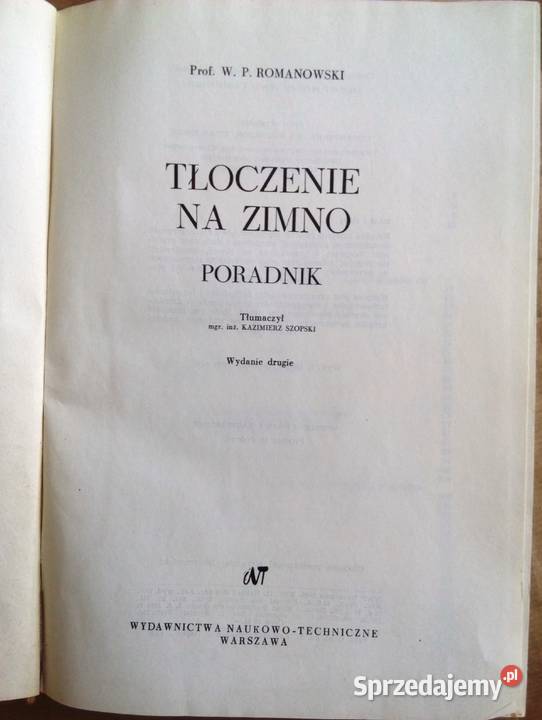 Prof. W. P. ROMANOWSKI
TŁOCZENIE
NA ZIMNO
PORADNIK
Tłumaczył
mgr. inż. KAZIMIERZ SZOPSKI
Wydanie drugie
WNT
WYDAWNICTWA NAUKOWO-TECHNICZNE
WARSZAWA
Sprzedajemy.pl